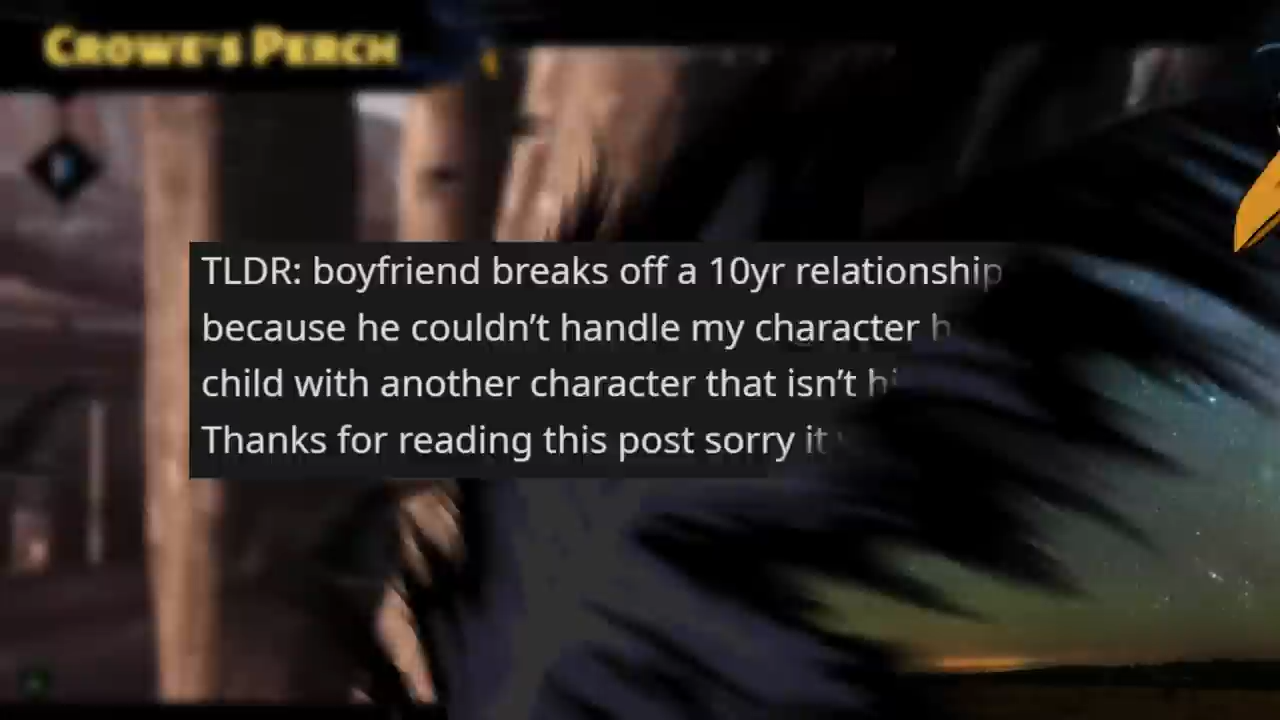 CROWE'S PERCH
TLDR: boyfriend breaks off a 10yr relationship
because he couldn't handle my character
child with another character that isn't
Thanks for reading this post sorry it